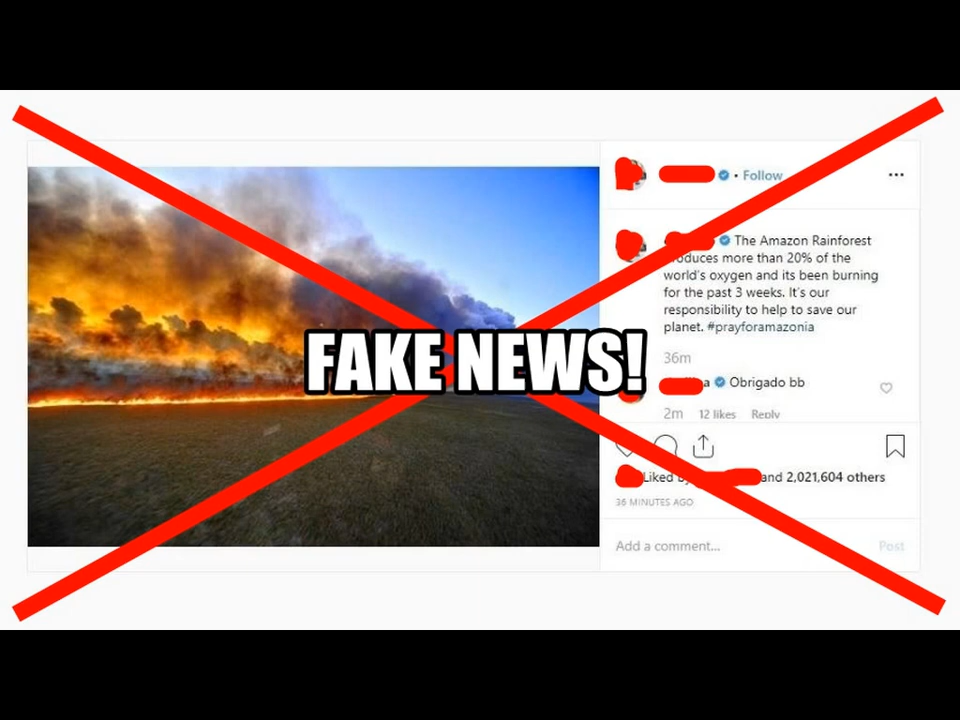 • Follow
The Amazon Rainforest
oduces more than 20% of the
world's oxygen and its been burning
for the past 3 weeks. It's our
responsibility to help to save our
planet. #prayforamazonia
FAKE NEWS!
36m
Obrigado bb
2m 12 likes Reply
Liked by and 2,021,604 others
36 MINUTES AGO
Add a comment... Post